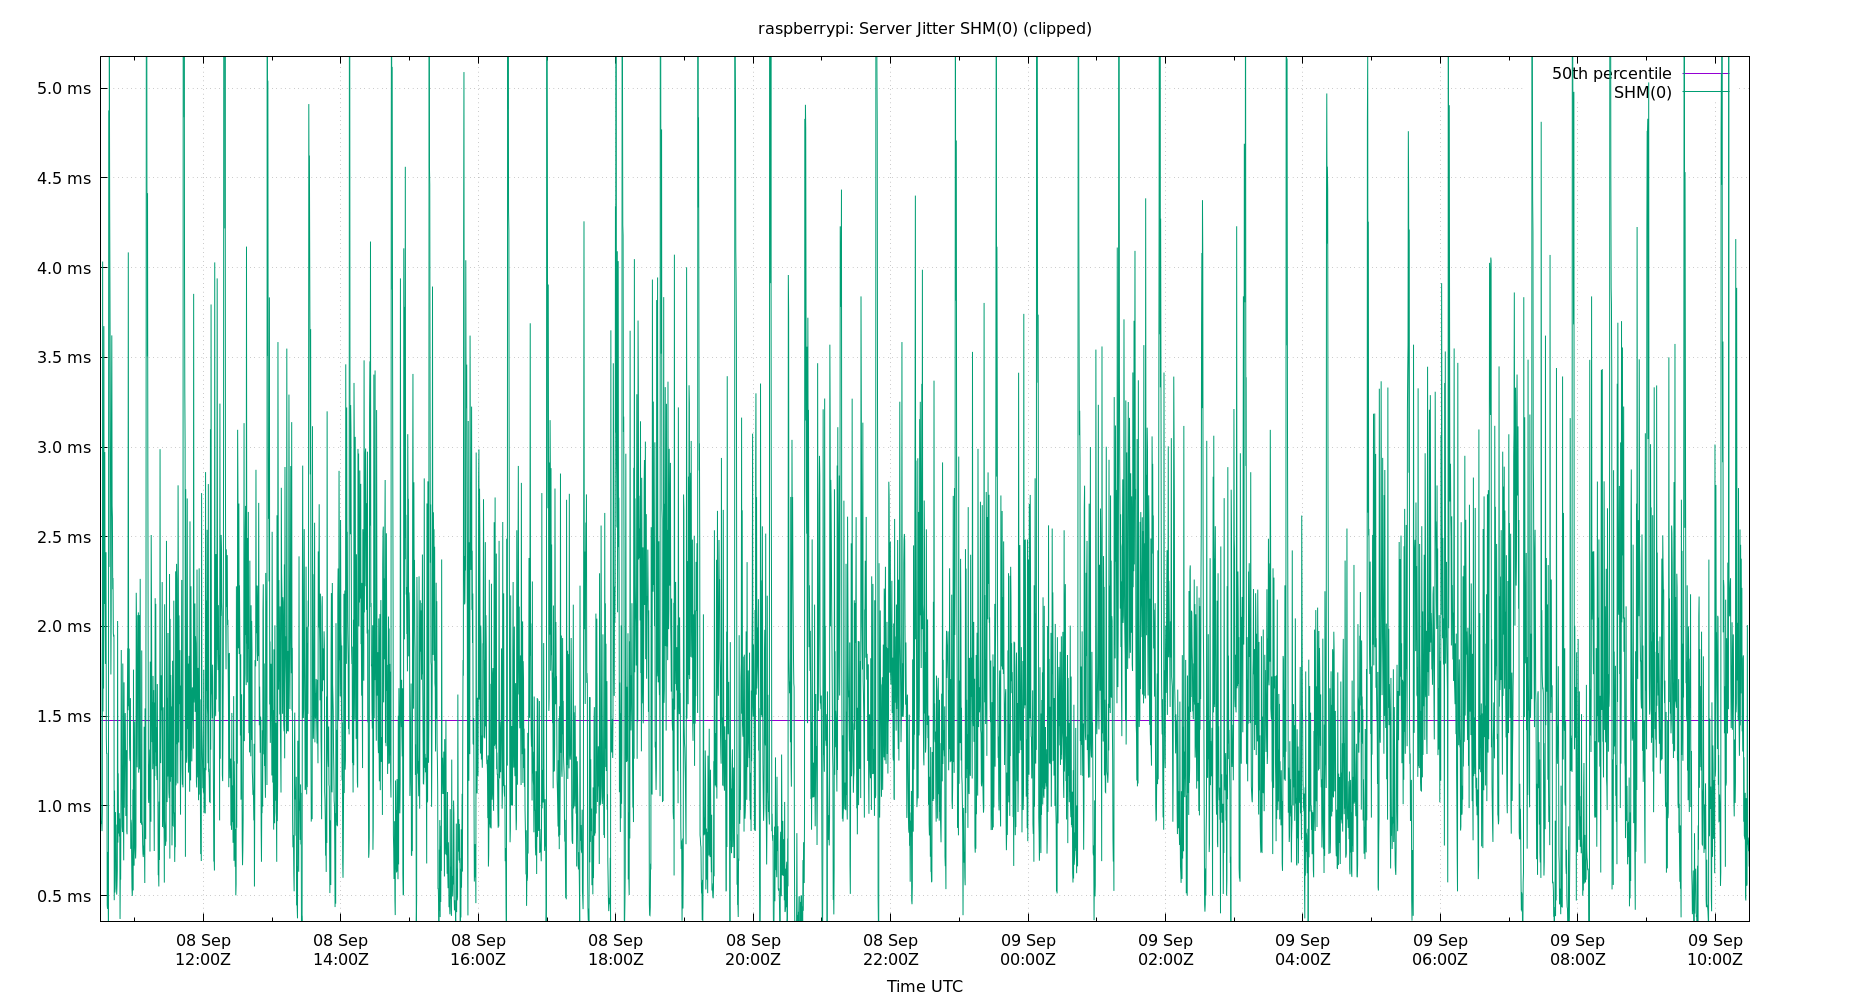 raspberrypi: Server Jitter SHM(0) (clipped)
50th percentile
SHM(0)
5.0 ms
4.5 ms
4.0 ms
3.5 ms
3.0 ms
2.5 ms
2.0 ms
1.5 ms
1.0 ms
0.5 ms
08 Sep 08 Sep 08 Sep 08 Sep 08 Sep 08 Sep 09 Sep 09 Sep 09 Sep 09 Sep 09 Sep 09 Sep
12:00Z 14:00Z 16:00Z 18:00Z 20:00Z 22:00Z 00:00Z 02:00Z 04:00Z 06:00Z 08:00Z 10:00Z
Time UTC